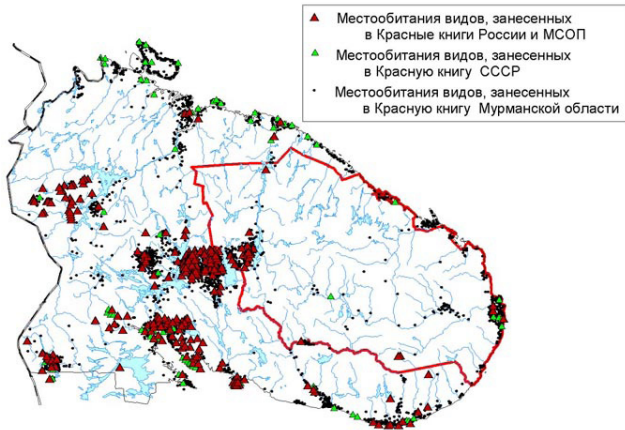 Местообитания видов, занесенных
в Красные книги России и МСОП
Местообитания видов, занесенных
в Красную книгу СССР
Местообитания видов, занесенных
в Красную книгу Мурманской области